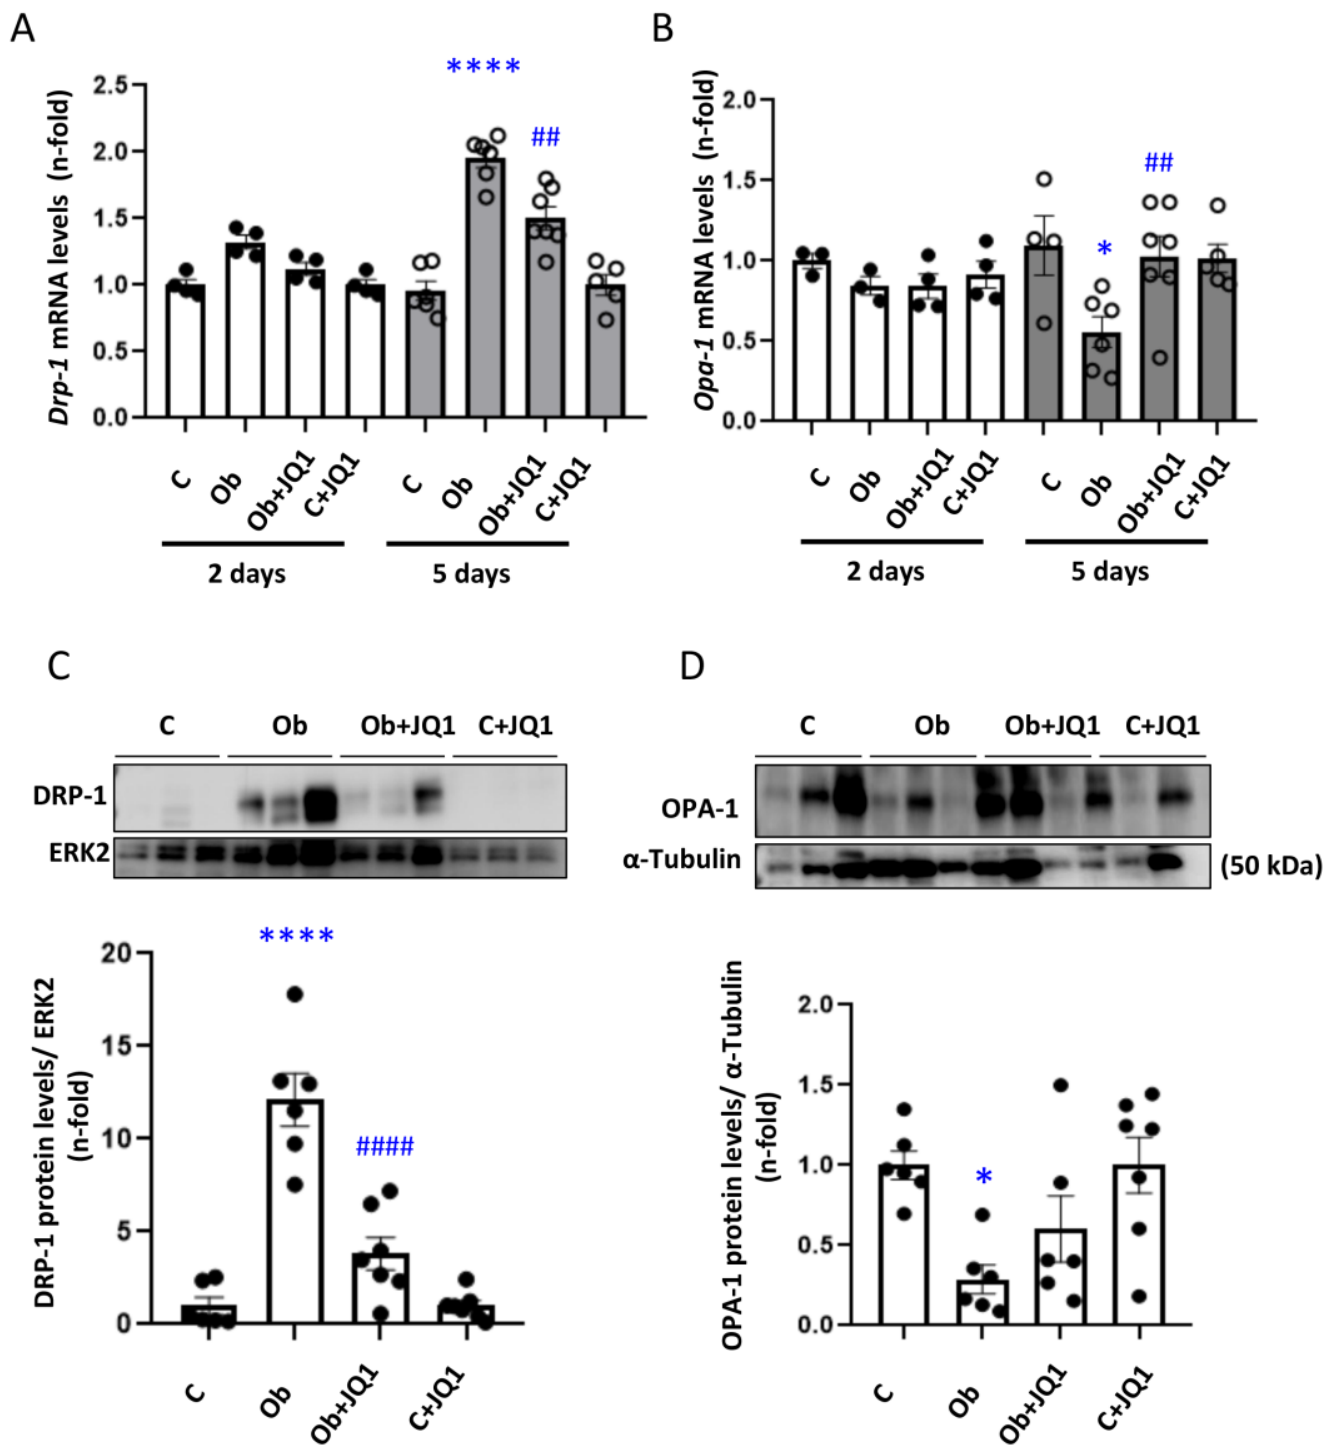 A
Drp-1 mRNA levels (n-fold)
2.5
2.0
1.5
1.0
0.5
0.0
****
##
C
Ob
Ob+JQ1
C+JQ1
C
Ob
Ob+JQ1
C+JQ1
2 days
5 days
B
Opa-1 mRNA levels (n-fold)
2.0
1.5
1.0
0.5
0.0
*
##
C
Ob
Ob+JQ1
C+JQ1
C
Ob
Ob+JQ1
C+JQ1
2 days
5 days
C
C Ob Ob+JQ1 C+JQ1
DRP-1
ERK2
DRP-1 protein levels/ ERK2
(n-fold)
20
15
10
5
0
****
####
C
Ob
Ob+JQ1
C+JQ1
D
C Ob Ob+JQ1 C+JQ1
OPA-1
α-Tubulin (50 kDa)
OPA-1 protein levels/ α-Tubulin
(n-fold)
2.0
1.5
1.0
0.5
0.0
*
C
Ob
Ob+JQ1
C+JQ1